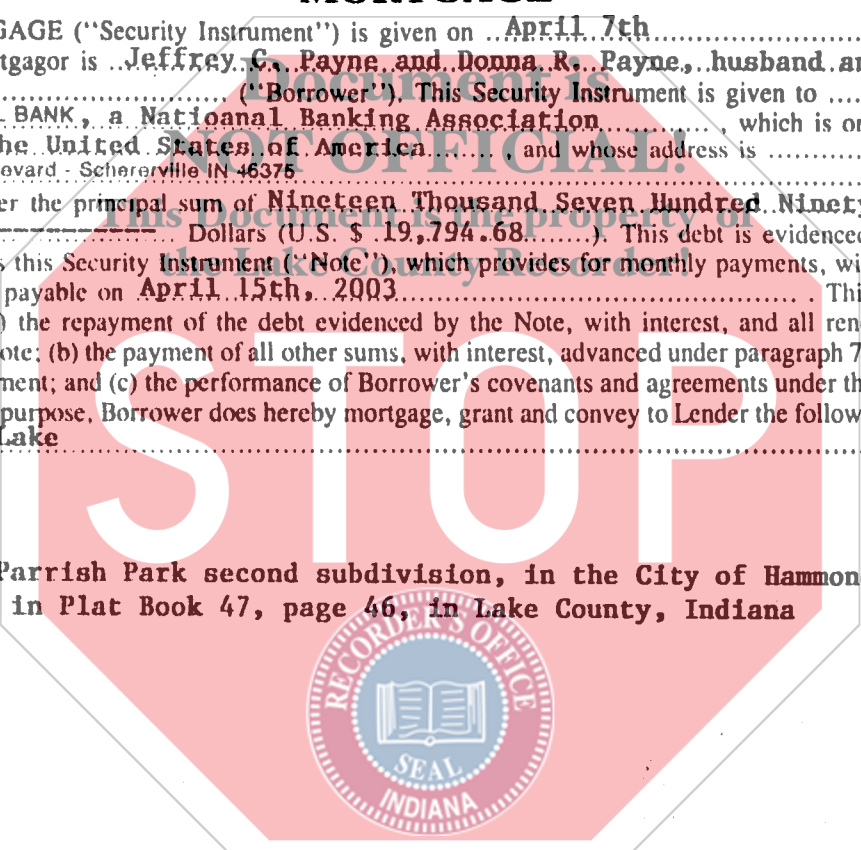 MORTGAGE
GAGE ("Security Instrument") is given on ..April 7th
tgagor is ..Jeffrey C. Payne and Donna R. Payne, husband an
("Borrower"). This Security Instrument is given to ....
L BANK, a Natioanal Banking Association ........ , which is or
he United States of America ...... , and whose address is
evard - Schererville IN 46375
er the principal sum of Nineteen Thousand Seven Hundred Ninety
---------------- Dollars (U.S. $ 19,794.68.......). This debt is evidenced
s this Security Instrument ("Note"), which provides for monthly payments, wi
payable on April 15th, 2003 . Thi
) the repayment of the debt evidenced by the Note, with interest, and all ren
ote; (b) the payment of all other sums, with interest, advanced under paragraph 7
ment; and (c) the performance of Borrower's covenants and agreements under th
purpose, Borrower does hereby mortgage, grant and convey to Lender the follow
Lake
Parrish Park second subdivision, in the City of Hammon
in Plat Book 47, page 46, in Lake County, Indiana
Document is
NOT OFFICIAL!
This Document is the property of
the Lake County Recorder!
STOP
RECORDER'S OFFICE
SEAL
INDIANA